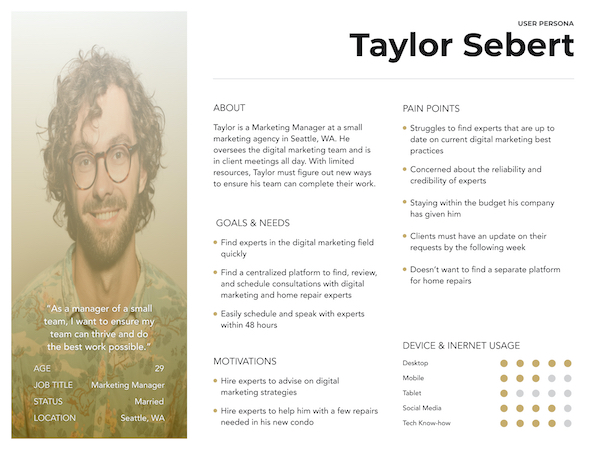 USER PERSONA
Taylor Sebert
"As a manager of a small
team, I want to ensure my
team can thrive and do
the best work possible."
AGE 29
JOB TITLE Marketing Manager
STATUS Married
LOCATION Seattle, WA
ABOUT
Taylor is a Marketing Manager at a small
marketing agency in Seattle, WA. He
oversees the digital marketing team and is
in client meetings all day. With limited
resources, Taylor must figure out new ways
to ensure his team can complete their work.
GOALS & NEEDS
Find experts in the digital marketing field
quickly
Find a centralized platform to find, review,
and schedule consultations with digital
marketing and home repair experts
Easily schedule and speak with experts
within 48 hours
MOTIVATIONS
Hire experts to advise on digital
marketing strategies
Hire experts to help him with a few repairs
needed in his new condo
PAIN POINTS
Struggles to find experts that are up to
date on current digital marketing best
practices
Concerned about the reliability and
credibility of experts
Staying within the budget his company
has given him
Clients must have an update on their
requests by the following week
Doesn't want to find a separate platform
for home repairs
DEVICE & INERNET USAGE
Desktop
Mobile
Tablet
Social Media
Tech Know-how